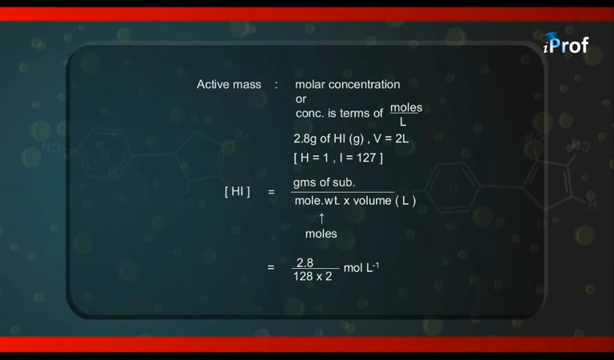 iProf
Active mass : molar concentration
or
conc. is terms of moles
L
2.8g of HI (g) , V = 2L
[ H = 1 , I = 127 ]
[ HI ] = gms of sub.
mole.wt. x volume ( L )
↑
moles
= 2.8
128 x 2 mol L⁻¹